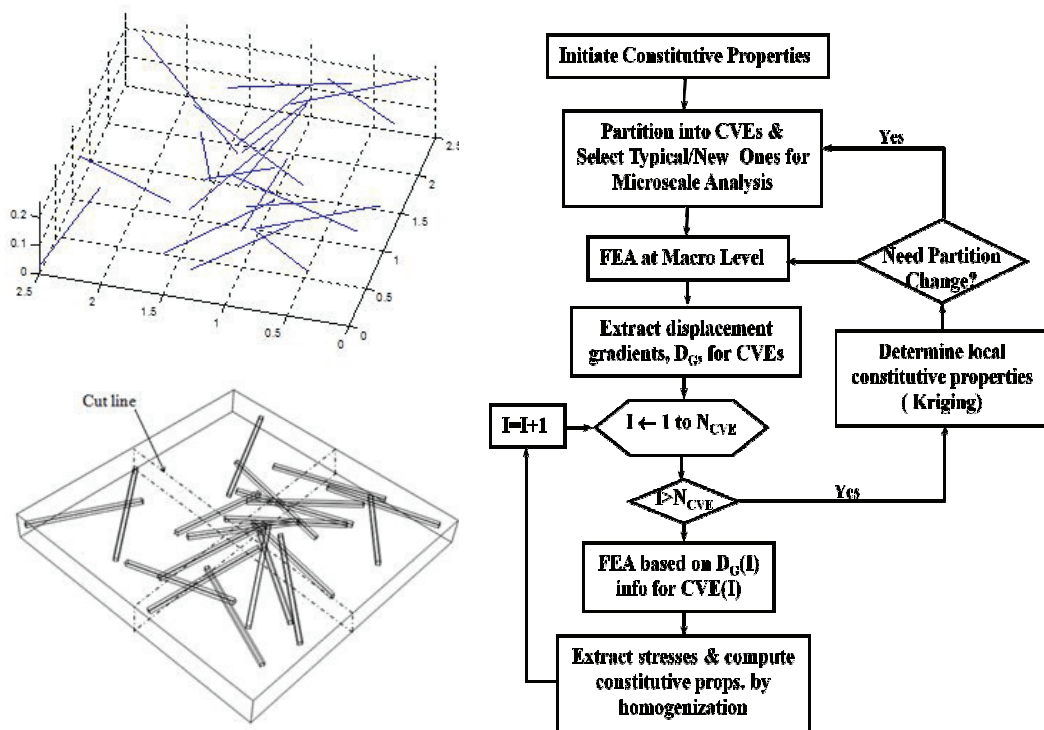 0.2
0.1
0
2.5
2
1.5
1
0.5
0
0
0.5
1
1.5
2
2.5
Cut line
Initiate Constitutive Properties
Partition into CVEs &
Select Typical/New Ones for
Microscale Analysis
Yes
FEA at Macro Level
Need Partition
Change?
Extract displacement
gradients, DGs for CVEs
Determine local
constitutive properties
( Kriging)
I=I+1
I ← 1 to NCVE
I>NCVE
Yes
FEA based on DG(I)
info for CVE(I)
Extract stresses & compute
constitutive props. by
homogenization